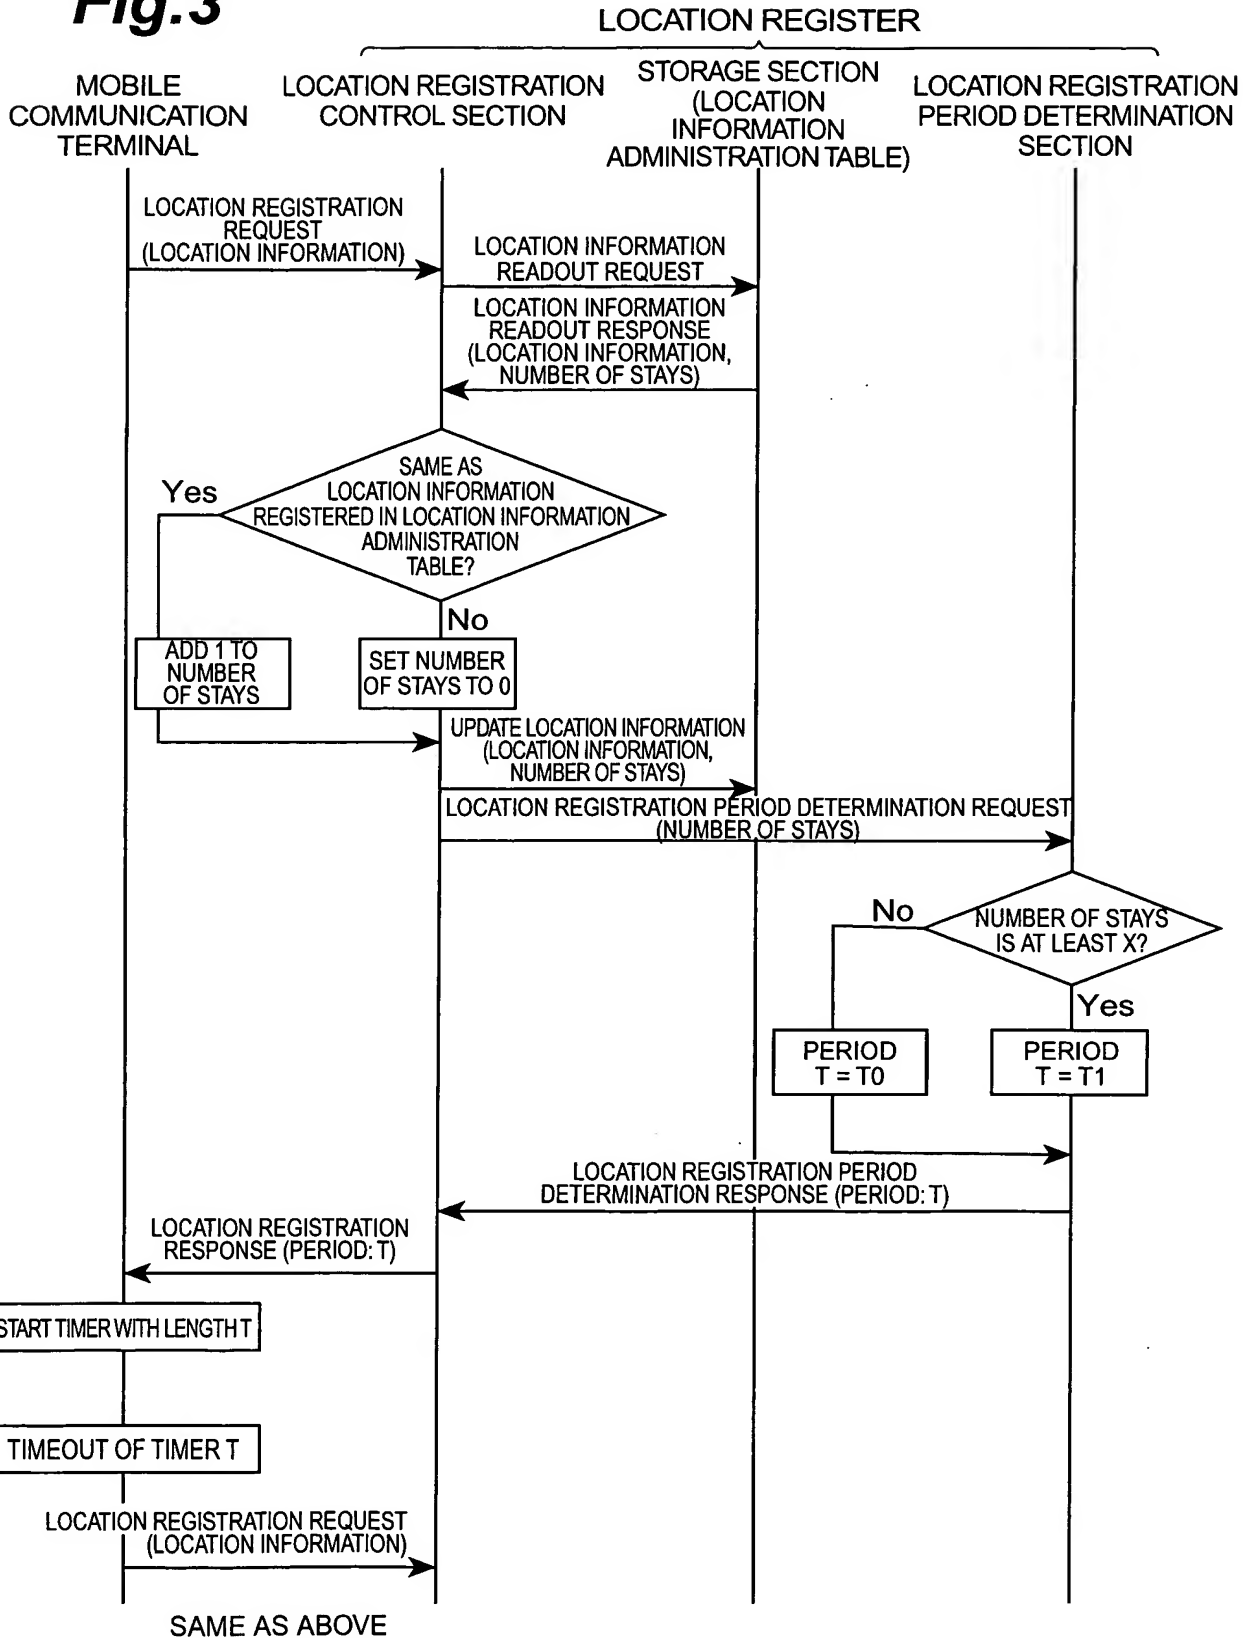 Fig.3
LOCATION REGISTER
MOBILE
COMMUNICATION
TERMINAL
LOCATION REGISTRATION
CONTROL SECTION
STORAGE SECTION
(LOCATION
INFORMATION
ADMINISTRATION TABLE)
LOCATION REGISTRATION
PERIOD DETERMINATION
SECTION
LOCATION REGISTRATION
REQUEST
(LOCATION INFORMATION)
LOCATION INFORMATION
READOUT REQUEST
LOCATION INFORMATION
READOUT RESPONSE
(LOCATION INFORMATION,
NUMBER OF STAYS)
SAME AS
LOCATION INFORMATION
REGISTERED IN LOCATION INFORMATION
ADMINISTRATION
TABLE?
Yes
No
ADD 1 TO
NUMBER
OF STAYS
SET NUMBER
OF STAYS TO 0
UPDATE LOCATION INFORMATION
(LOCATION INFORMATION,
NUMBER OF STAYS)
LOCATION REGISTRATION PERIOD DETERMINATION REQUEST
(NUMBER OF STAYS)
NUMBER OF STAYS
IS AT LEAST X?
No
Yes
PERIOD
T = T0
PERIOD
T = T1
LOCATION REGISTRATION PERIOD
DETERMINATION RESPONSE (PERIOD: T)
LOCATION REGISTRATION
RESPONSE (PERIOD: T)
START TIMER WITH LENGTH T
TIMEOUT OF TIMER T
LOCATION REGISTRATION REQUEST
(LOCATION INFORMATION)
SAME AS ABOVE